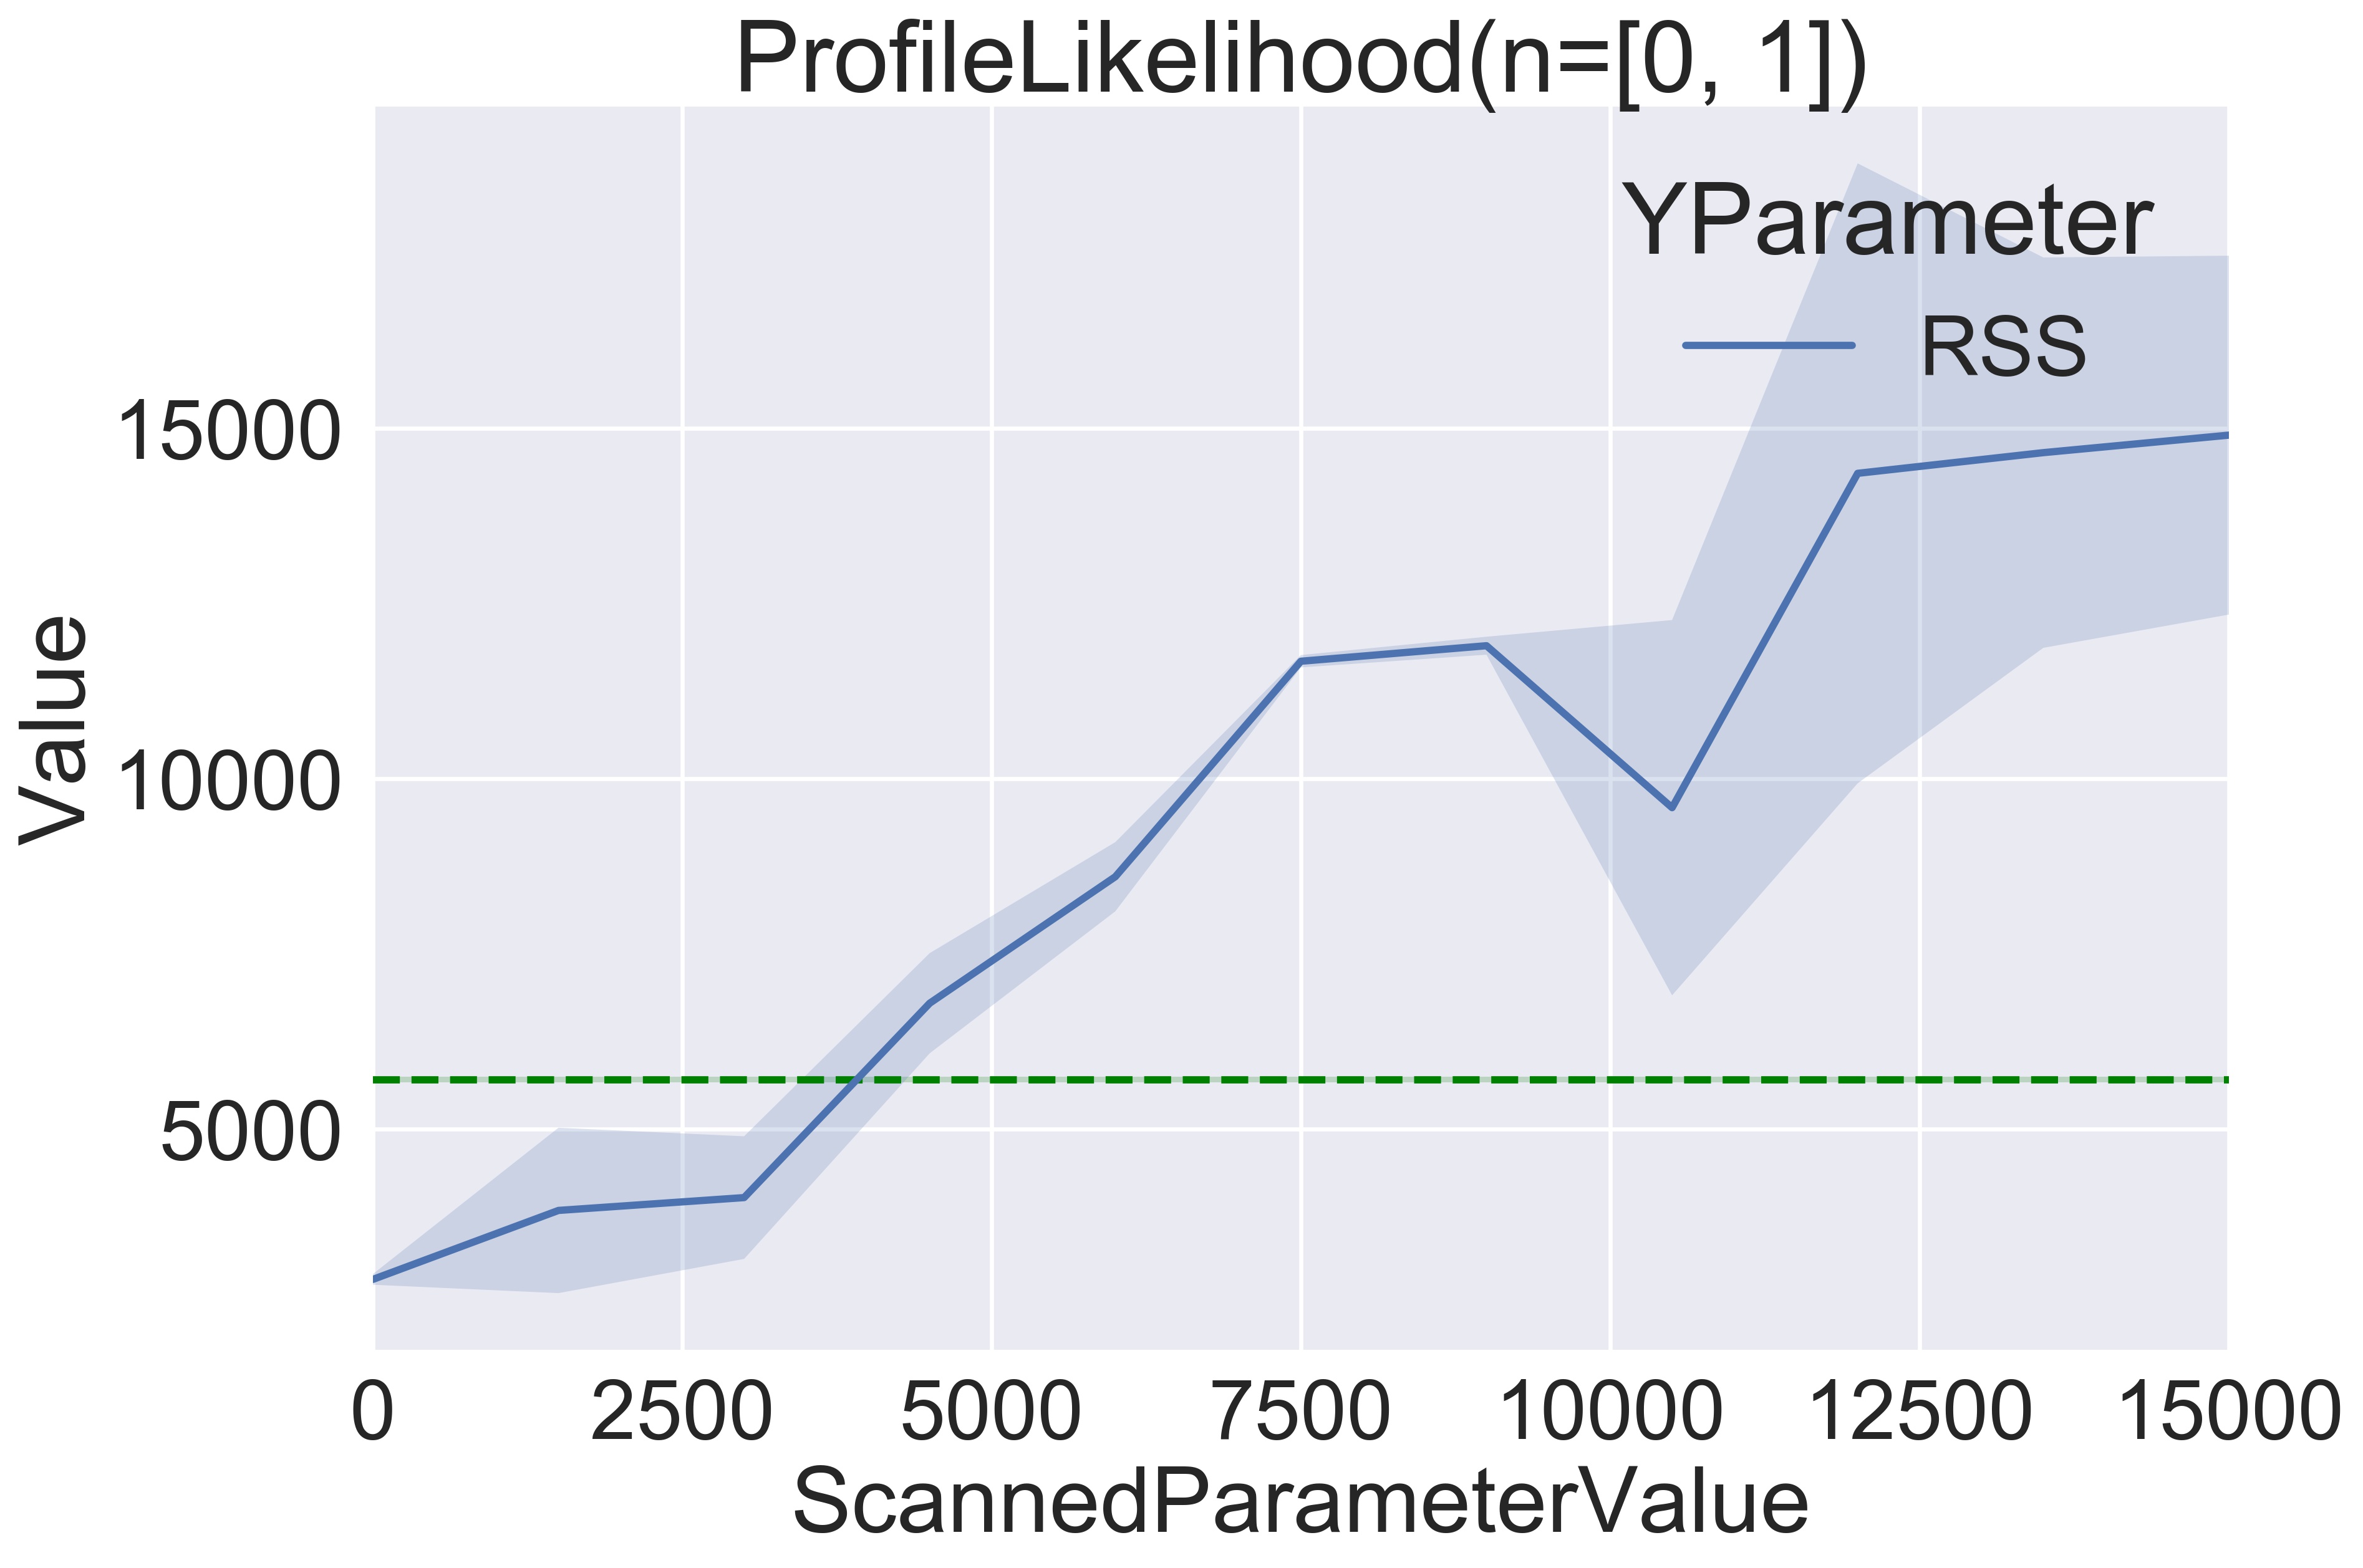 ProfileLikelihood(n=[0, 1])
YParameter
RSS
Value
15000
10000
5000
0 2500 5000 7500 10000 12500 15000
ScannedParameterValue